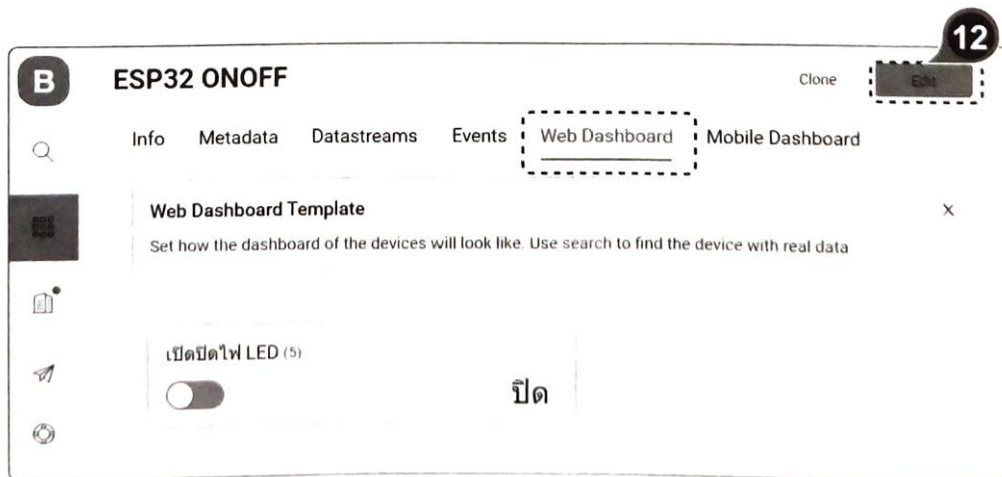 12
B
ESP32 ONOFF
Clone
Edit
Info Metadata Datastreams Events Web Dashboard Mobile Dashboard
Web Dashboard Template
X
Set how the dashboard of the devices will look like. Use search to find the device with real data
เปิดปิดไฟ LED (5)
ปิด